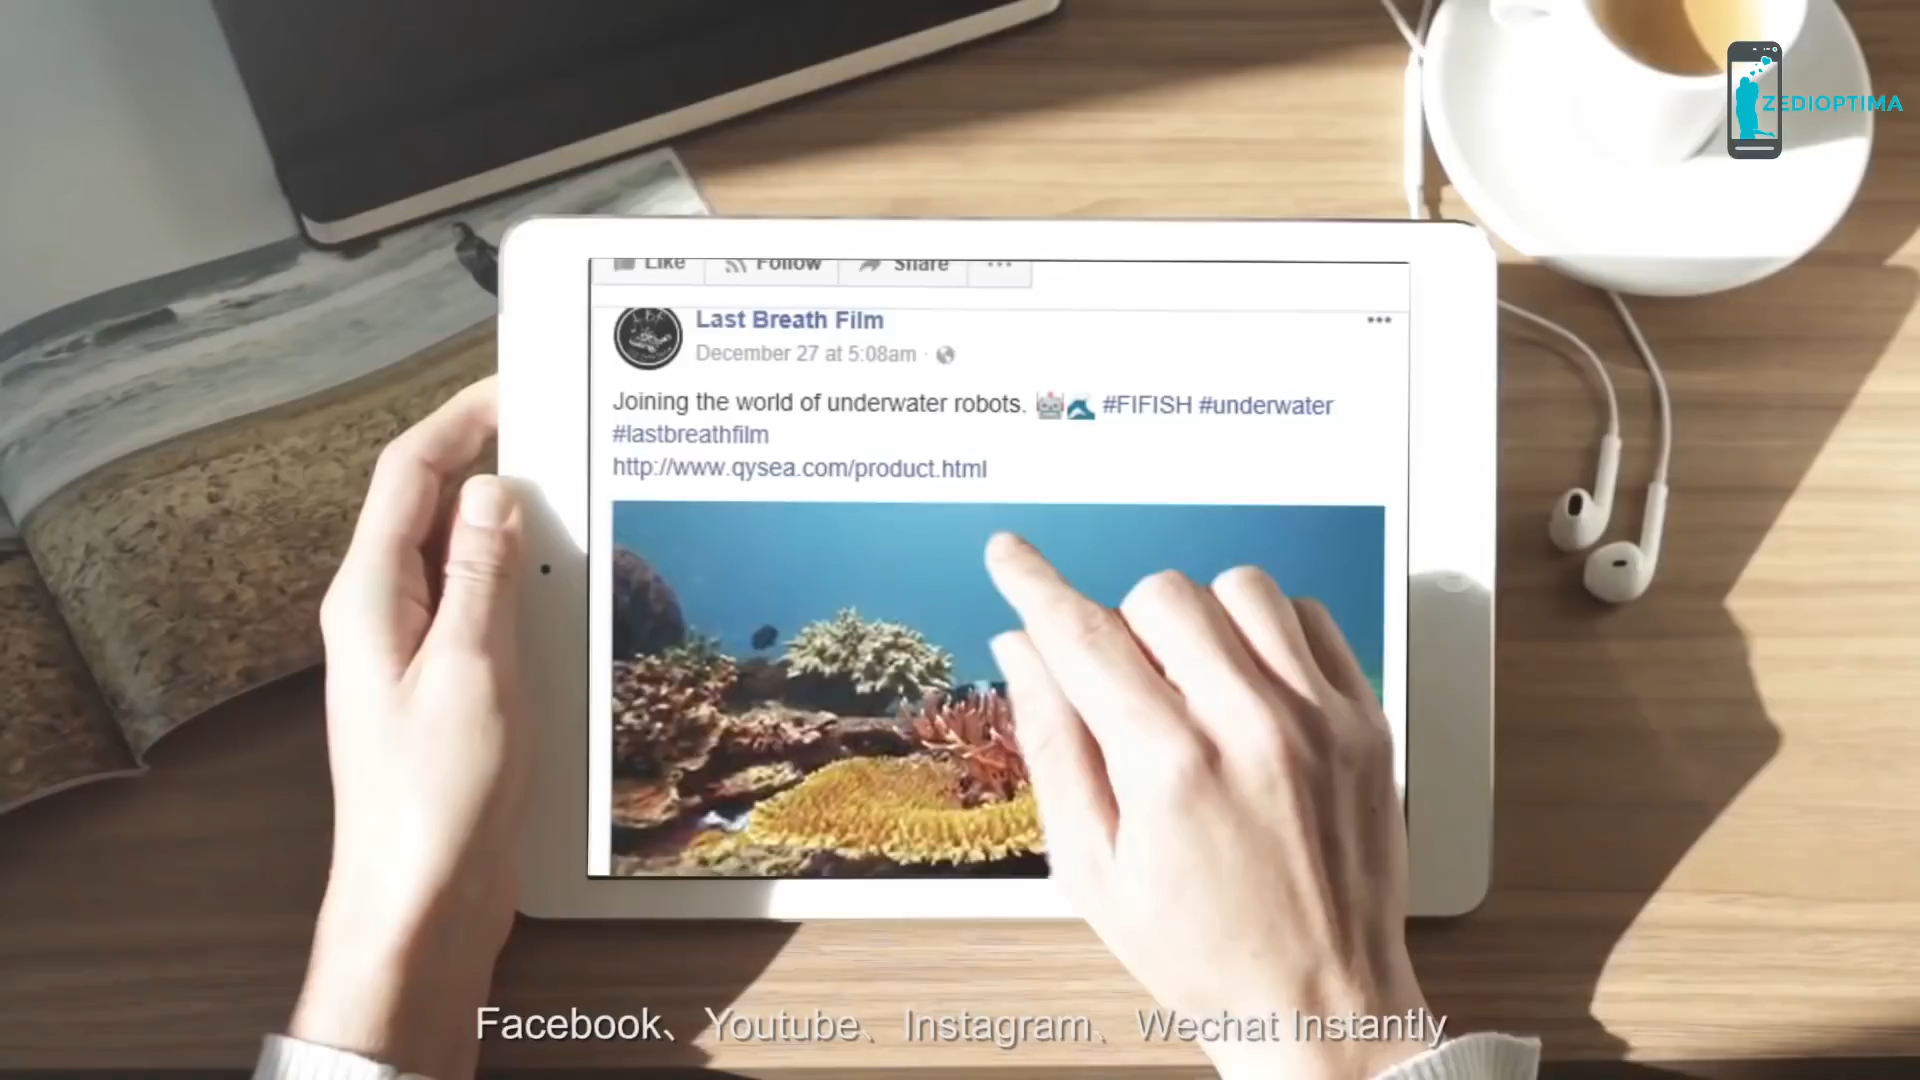 ZEDIOPTIMA
Like Follow Share
Last Breath Film
December 27 at 5:08am
Joining the world of underwater robots. #FIFISH #underwater
#lastbreathfilm
http://www.qysea.com/product.html
Facebook、Youtube、Instagram、Wechat Instantly